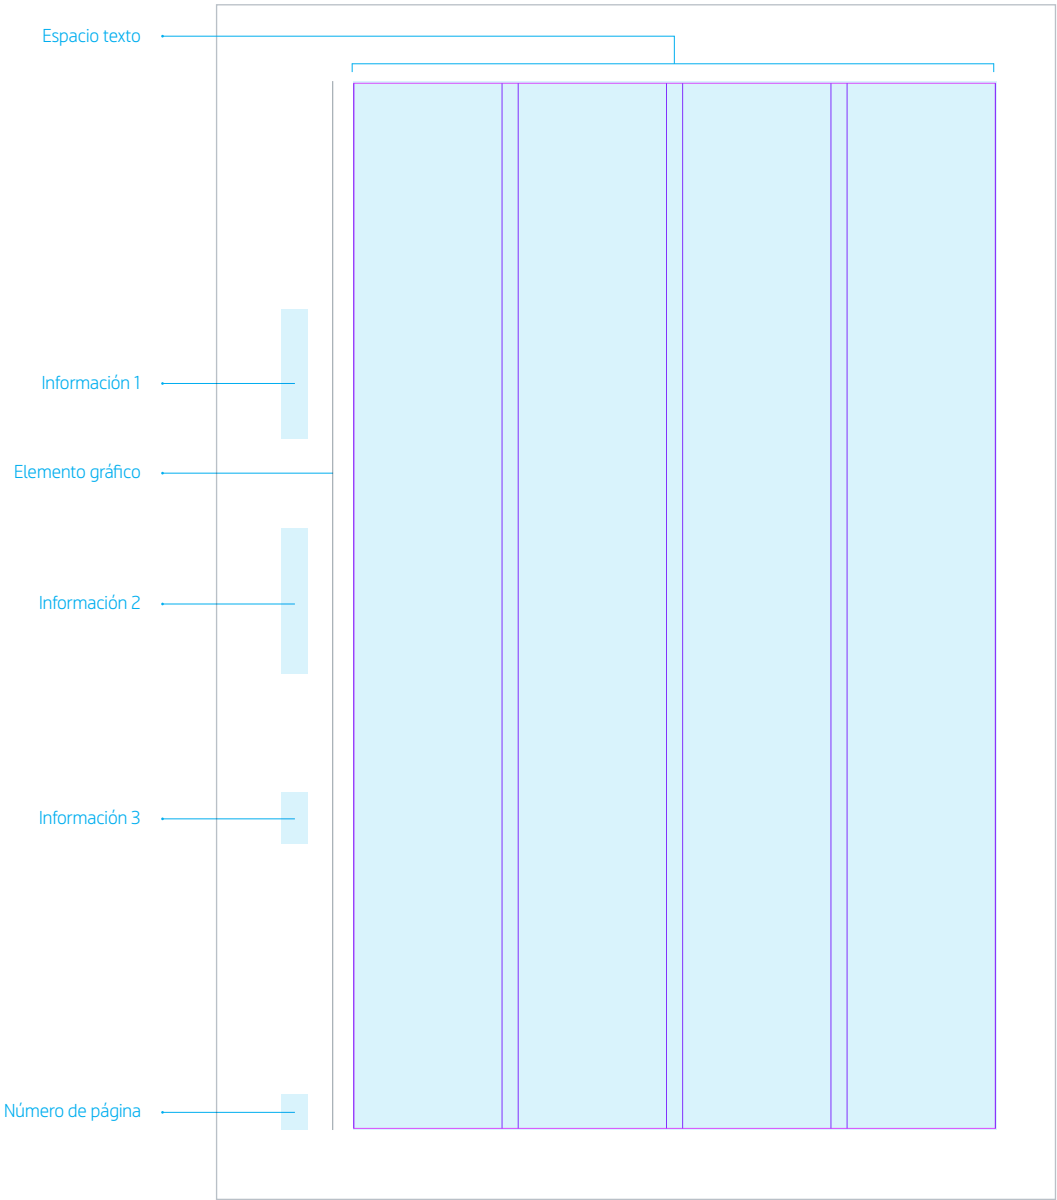 Espacio texto
Información 1
Elemento gráfico
Información 2
Información 3
Número de página